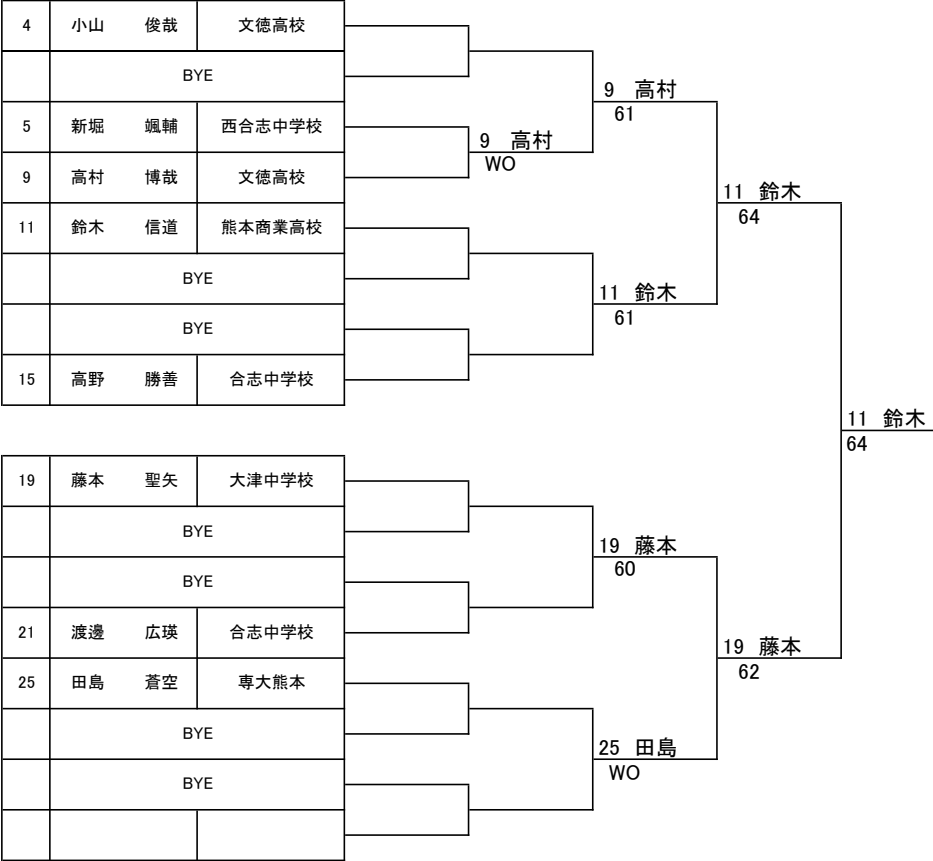 4 小山 俊哉 文徳高校
BYE
9 高村
61
5 新堀 颯輔 西合志中学校
9 高村
WO
9 高村 博哉 文徳高校
11 鈴木
64
11 鈴木 信道 熊本商業高校
BYE
11 鈴木
61
BYE
15 高野 勝善 合志中学校
11 鈴木
64
19 藤本 聖矢 大津中学校
BYE
19 藤本
60
BYE
21 渡邊 広瑛 合志中学校
19 藤本
62
25 田島 蒼空 専大熊本
BYE
25 田島
WO
BYE